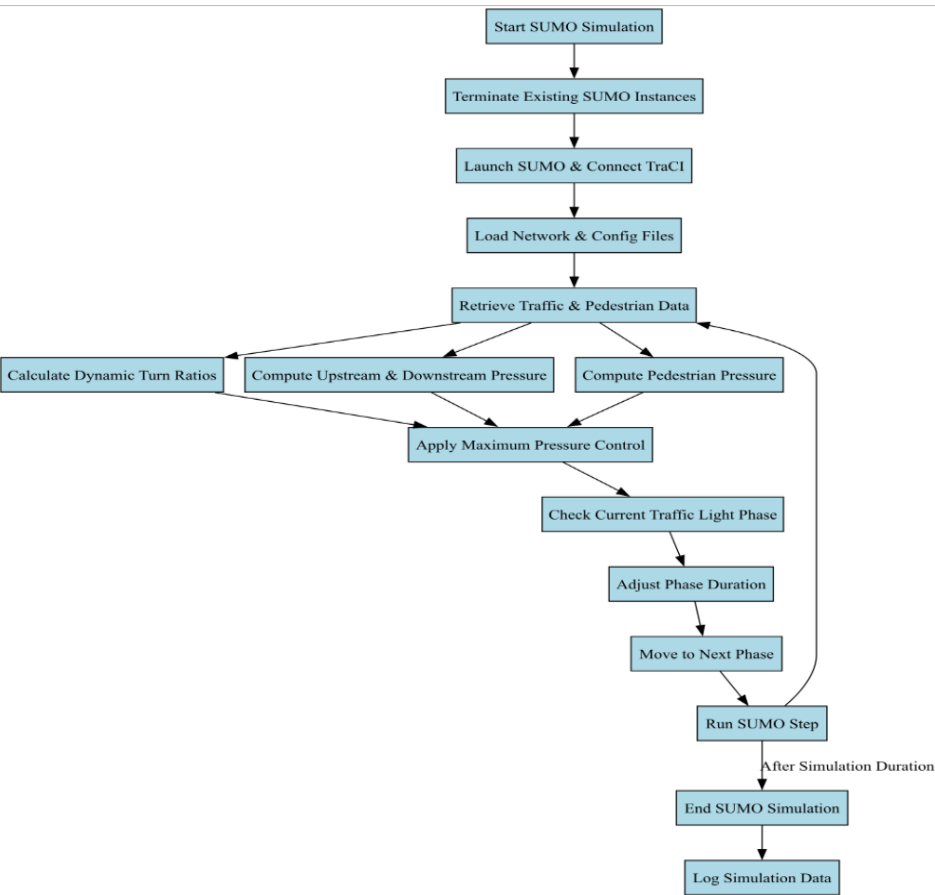 Start SUMO Simulation
Terminate Existing SUMO Instances
Launch SUMO & Connect TraCI
Load Network & Config Files
Retrieve Traffic & Pedestrian Data
Calculate Dynamic Turn Ratios
Compute Upstream & Downstream Pressure
Compute Pedestrian Pressure
Apply Maximum Pressure Control
Check Current Traffic Light Phase
Adjust Phase Duration
Move to Next Phase
Run SUMO Step
After Simulation Duration
End SUMO Simulation
Log Simulation Data